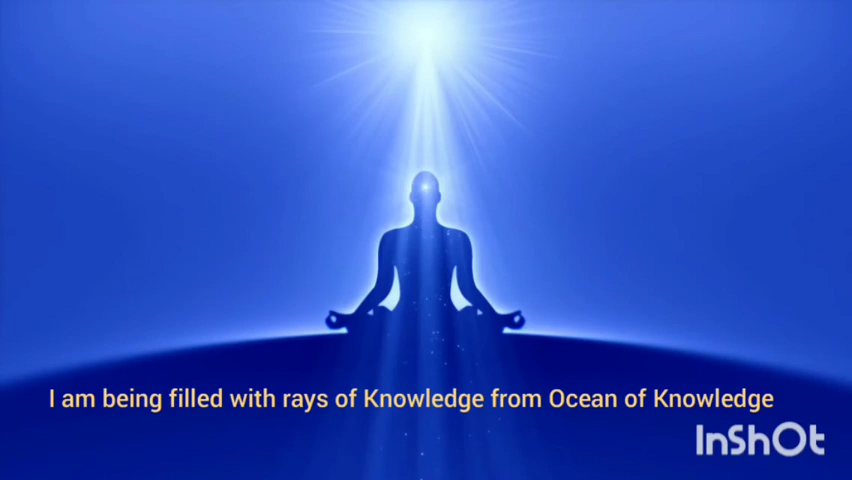 I am being filled with rays of Knowledge from Ocean of Knowledge
InShOt